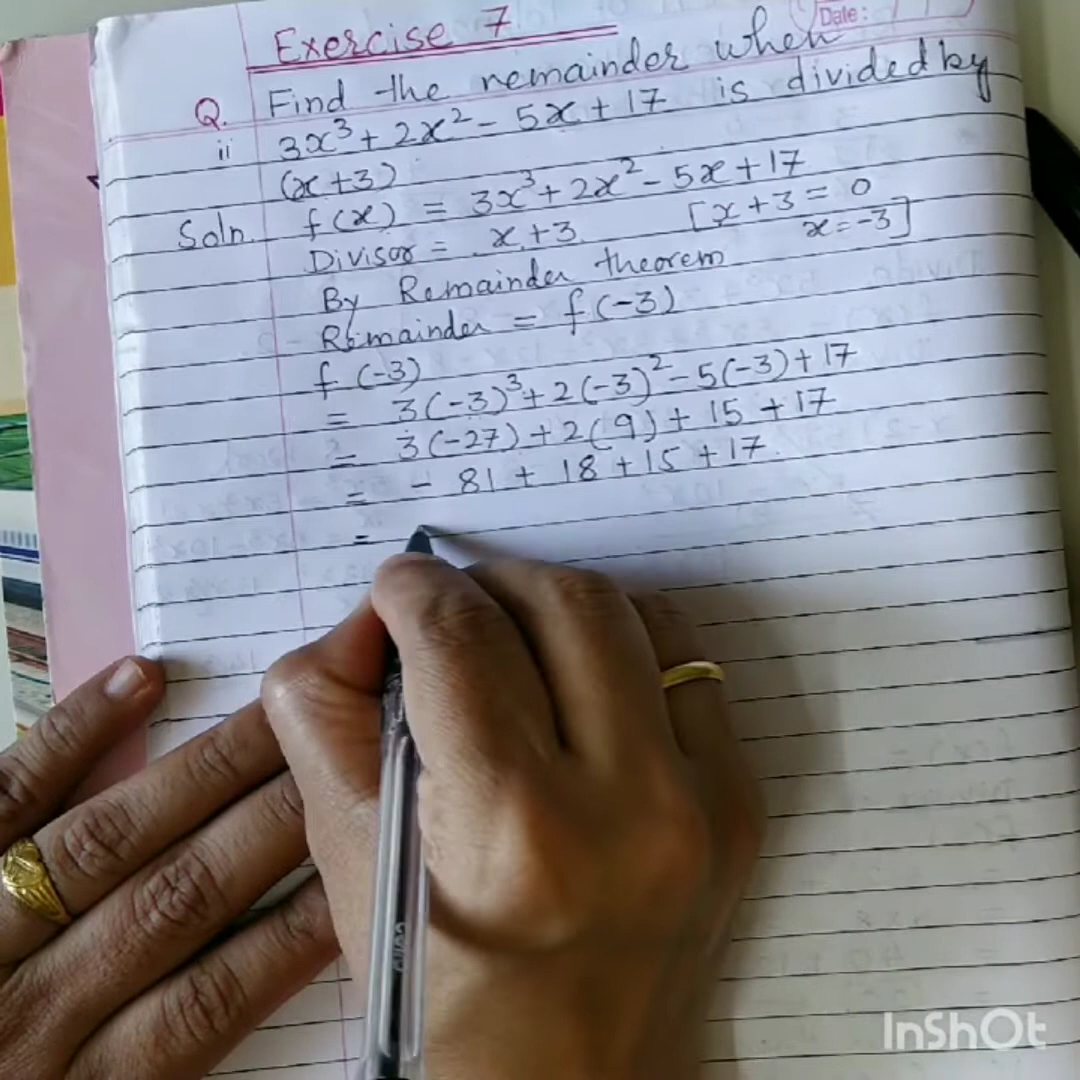 Date:
Exercise 7
Q. Find the remainder when
ii 3x³ + 2x² - 5x + 17 is divided by
(x + 3)
Soln. f(x) = 3x³ + 2x² - 5x + 17
Divisor = x + 3 [x + 3 = 0
x = -3]
By Remainder theorem
Remainder = f(-3)
f(-3)
= 3(-3)³ + 2(-3)² - 5(-3) + 17
= 3(-27) + 2(9) + 15 + 17
= - 81 + 18 + 15 + 17
=
InShOt